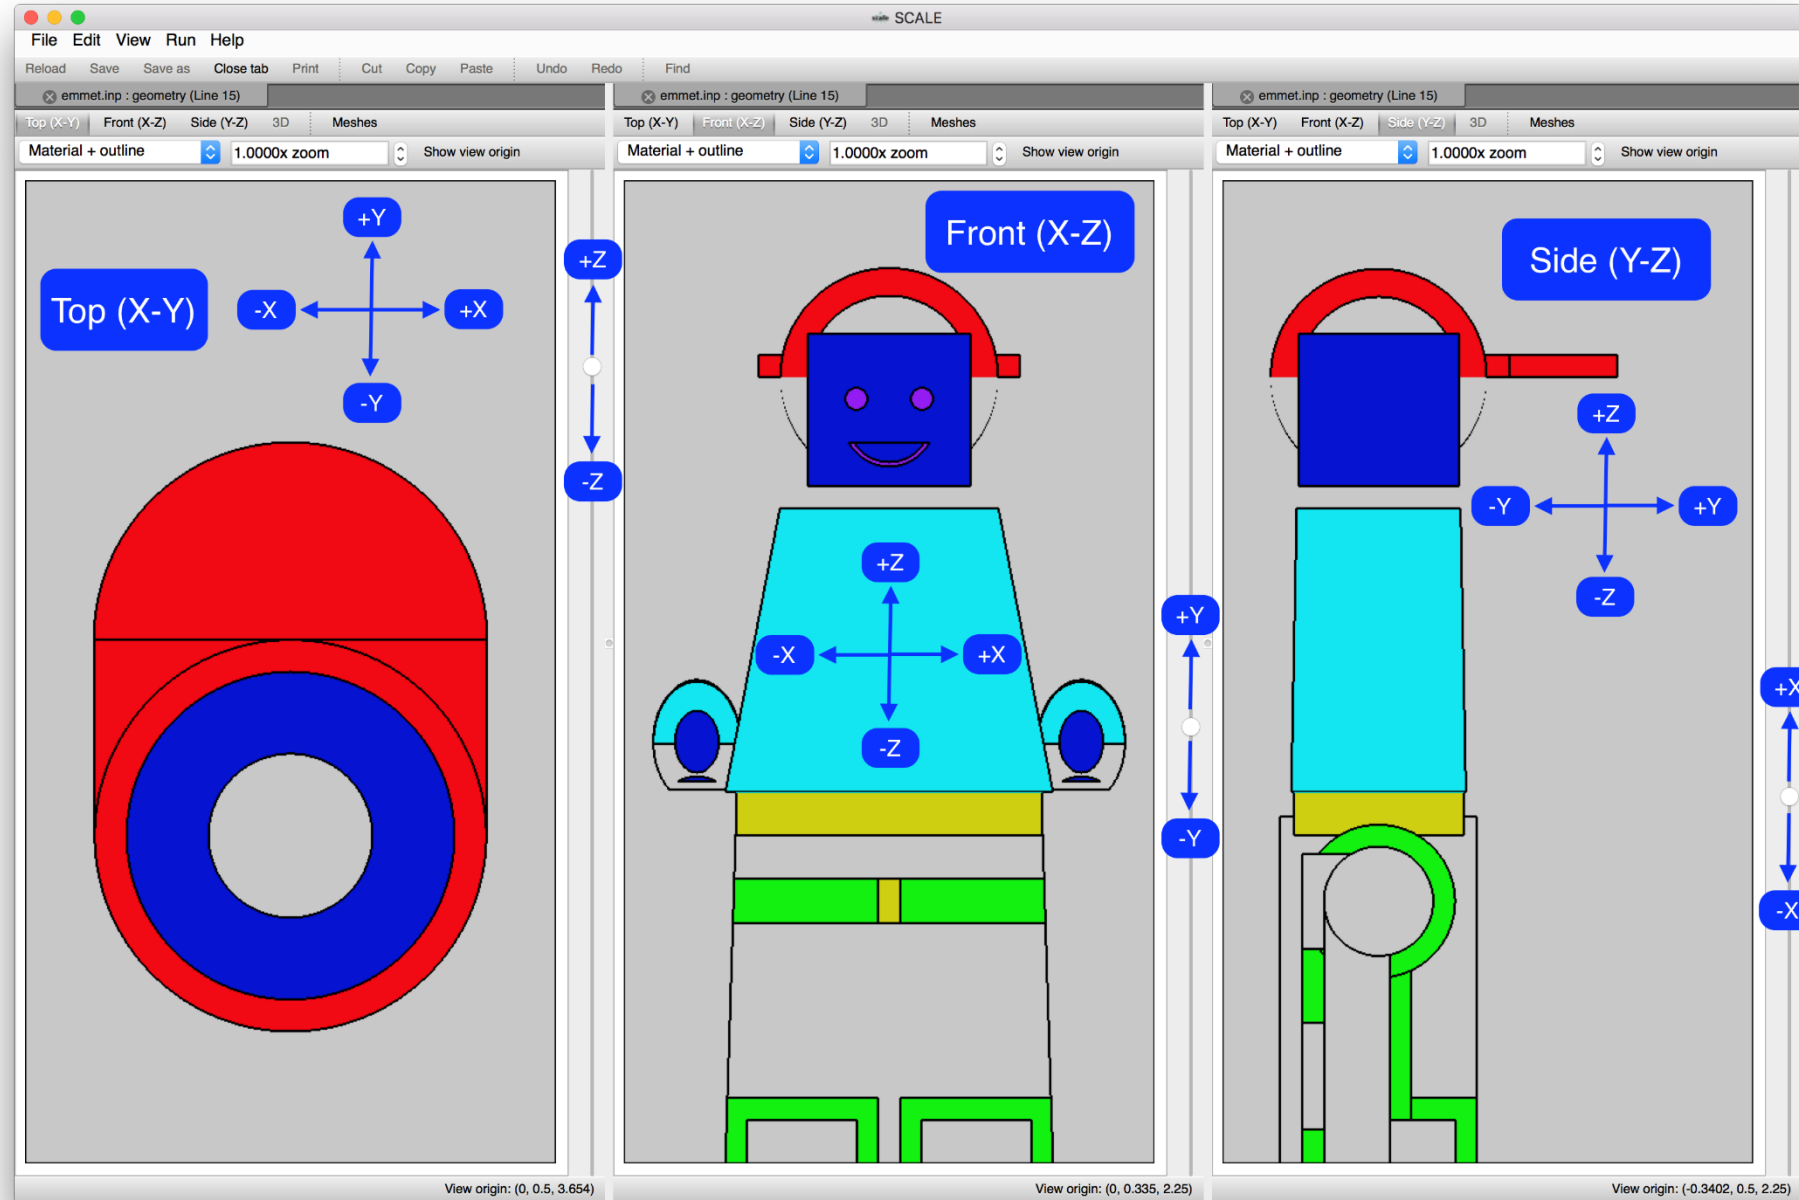 SCALE
File Edit View Run Help
Reload Save Save as Close tab Print Cut Copy Paste Undo Redo Find
emmet.inp : geometry (Line 15)
Top (X-Y) Front (X-Z) Side (Y-Z) 3D Meshes
Material + outline 1.0000x zoom Show view origin
Top (X-Y)
+Y
-X
+X
-Y
+Z
-Z
View origin: (0, 0.5, 3.654)
emmet.inp : geometry (Line 15)
Top (X-Y) Front (X-Z) Side (Y-Z) 3D Meshes
Material + outline 1.0000x zoom Show view origin
Front (X-Z)
+Z
-X
+X
-Z
+Y
-Y
View origin: (0, 0.335, 2.25)
emmet.inp : geometry (Line 15)
Top (X-Y) Front (X-Z) Side (Y-Z) 3D Meshes
Material + outline 1.0000x zoom Show view origin
Side (Y-Z)
+Z
-Y
+Y
-Z
+X
-X
View origin: (-0.3402, 0.5, 2.25)